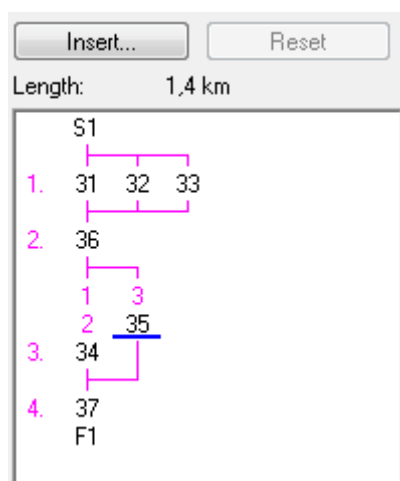 Insert... Reset
Length: 1,4 km
S1
1. 31 32 33
2. 36
1 3
2 35
3. 34
4. 37
F1